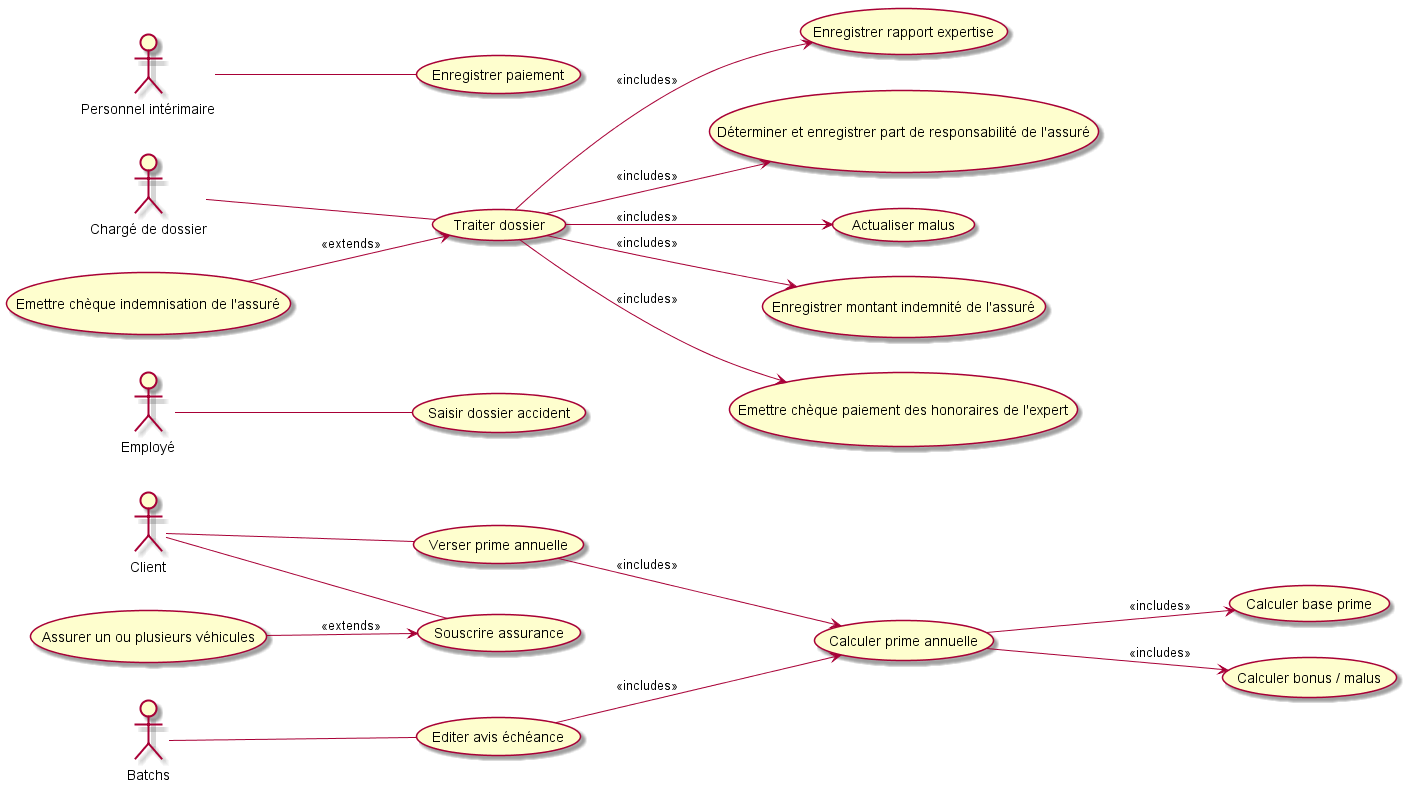 Enregistrer rapport expertise
Personnel intérimaire
Enregistrer paiement
«includes»
Déterminer et enregistrer part de responsabilité de l'assuré
«includes»
Chargé de dossier
Traiter dossier
«includes»
Actualiser malus
«extends»
«includes»
Emettre chèque indemnisation de l'assuré
«includes»
Enregistrer montant indemnité de l'assuré
Emettre chèque paiement des honoraires de l'expert
Employé
Saisir dossier accident
Client
Verser prime annuelle
«includes»
Assurer un ou plusieurs véhicules
«extends»
Souscrire assurance
Calculer prime annuelle
«includes»
Calculer base prime
«includes»
Calculer bonus / malus
«includes»
Batchs
Editer avis échéance